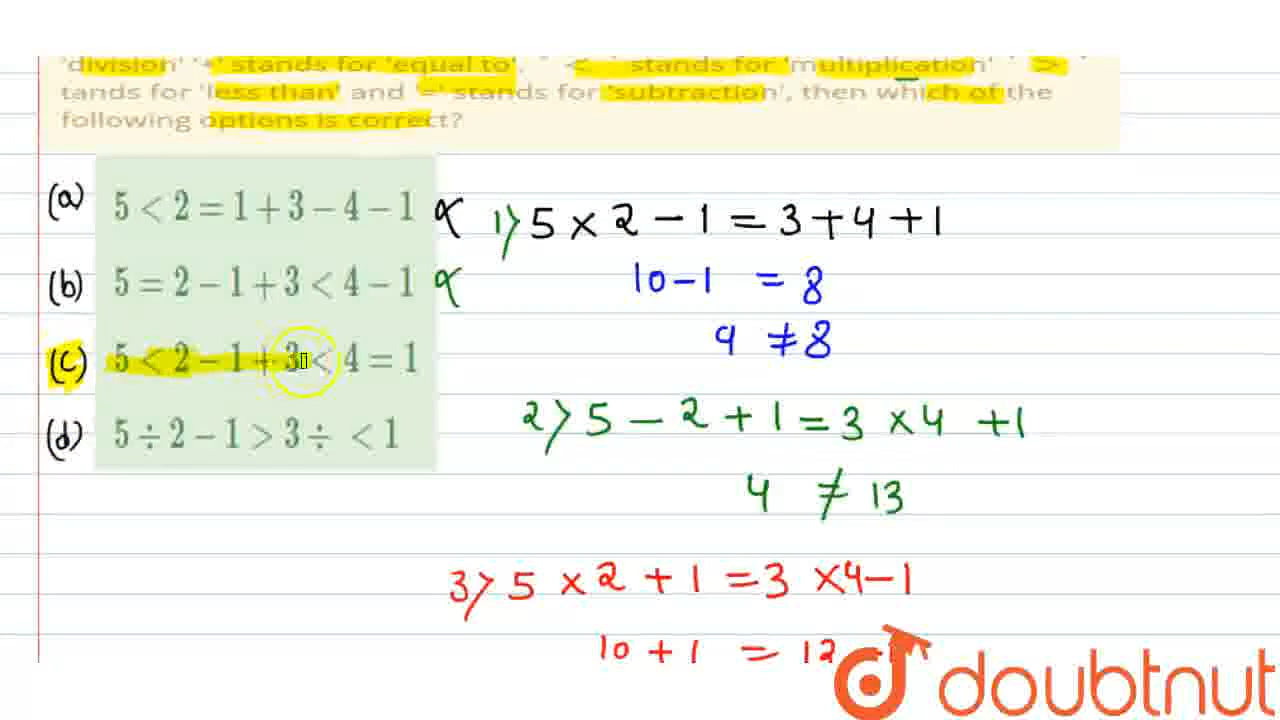 'division' '+' stands for 'equal to', ' < ' stands for 'multiplication' ' > '
tands for 'less than' and '=' stands for 'subtraction', then which of the
following options is correct?
(a) 5 < 2 = 1 + 3 − 4 − 1
1) 5 × 2 − 1 = 3 + 4 + 1
(b) 5 = 2 − 1 + 3 < 4 − 1
10 − 1 = 8
9 ≠ 8
(c) 5 < 2 − 1 + 3 < 4 = 1
(d) 5 ÷ 2 − 1 > 3 ÷ < 1
2) 5 − 2 + 1 = 3 × 4 + 1
4 ≠ 13
3) 5 × 2 + 1 = 3 × 4 − 1
10 + 1 = 12 − 1
doubtnut